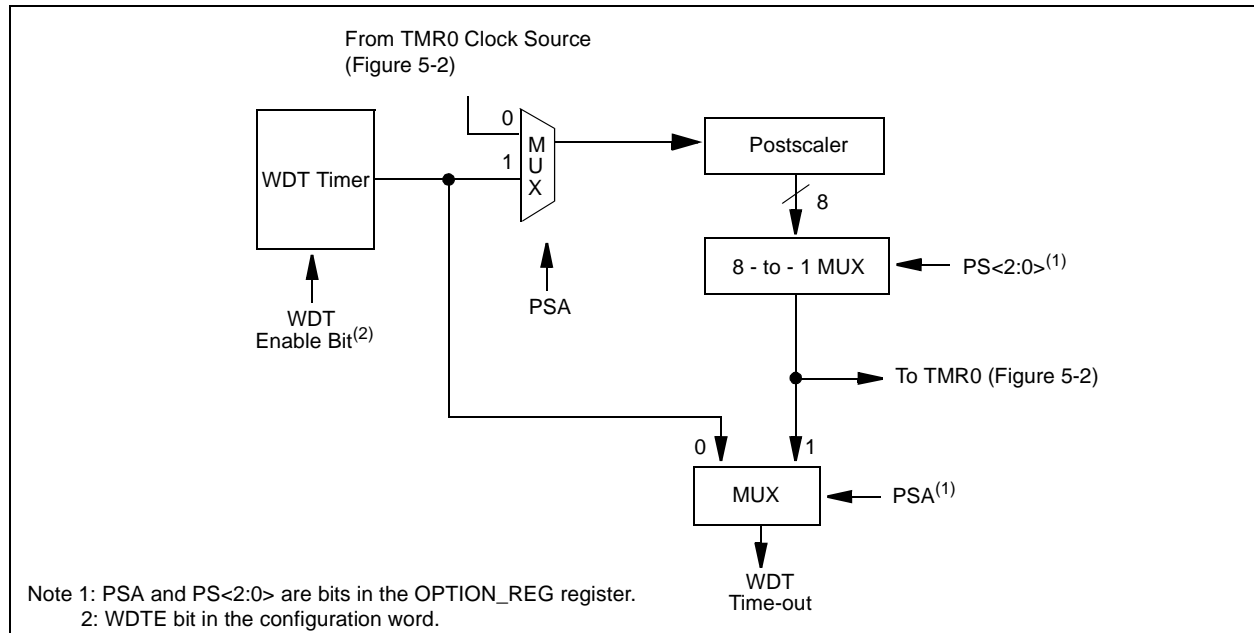 From TMR0 Clock Source
(Figure 5-2)
0
1
MUX
WDT Timer
Postscaler
8
8 - to - 1 MUX
PS<2:0>(1)
PSA
WDT
Enable Bit(2)
To TMR0 (Figure 5-2)
0
1
MUX
PSA(1)
WDT
Time-out
Note 1: PSA and PS<2:0> are bits in the OPTION_REG register.
2: WDTE bit in the configuration word.